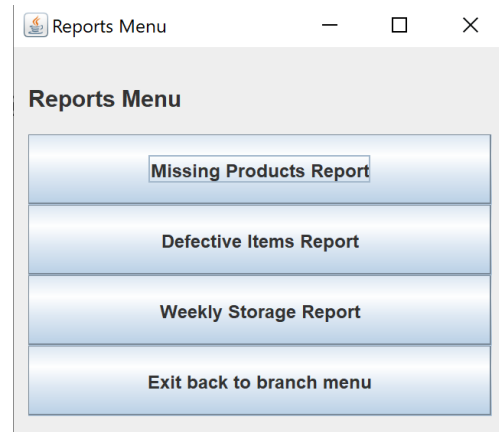 Reports Menu
Reports Menu
Missing Products Report
Defective Items Report
Weekly Storage Report
Exit back to branch menu